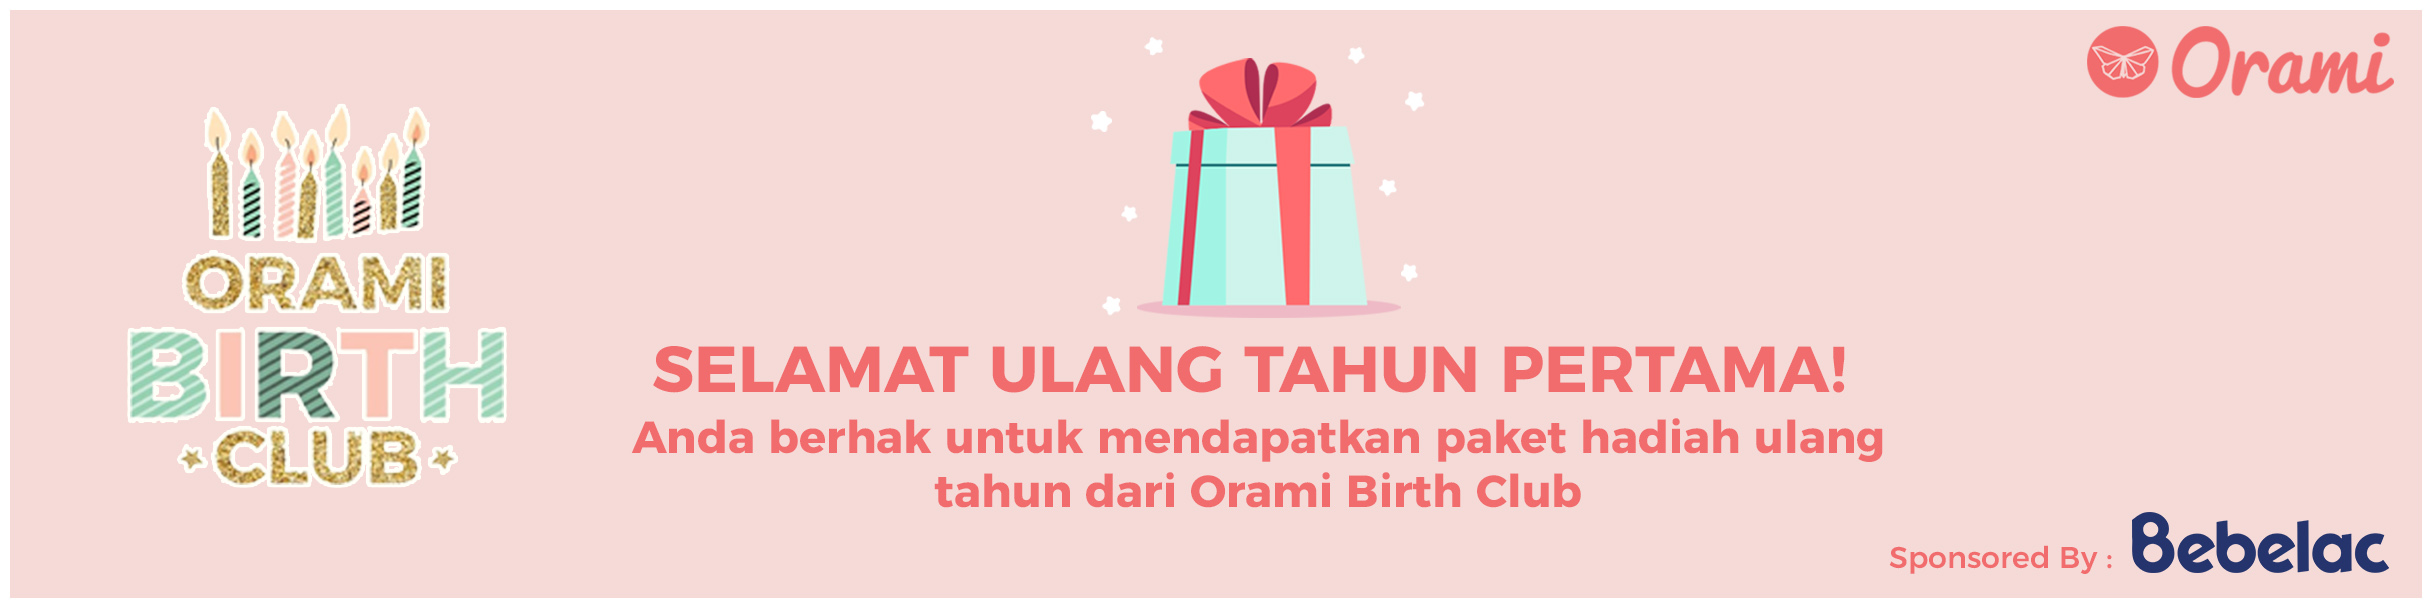 Orami
ORAMI
BIRTH
CLUB
SELAMAT ULANG TAHUN PERTAMA!
Anda berhak untuk mendapatkan paket hadiah ulang
tahun dari Orami Birth Club
Sponsored By : Bebelac